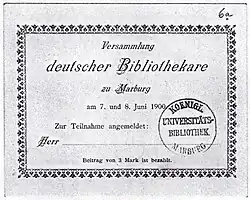 6a
Versammlung
deutscher Bibliothekare
zu Marburg
am 7. und 8. Juni 1900.
Zur Teilnahme angemeldet:
Herr
Beitrag von 3 Mark ist bezahlt.
KOENIGL.
UNIVERSITÄTS-
BIBLIOTHEK
MARBURG